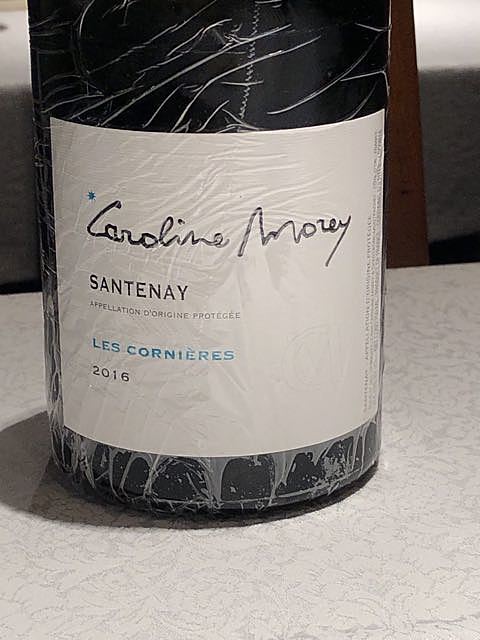 Caroline Morey
SANTENAY
APPELLATION D'ORIGINE PROTÉGÉE
LES CORNIÈRES
2016